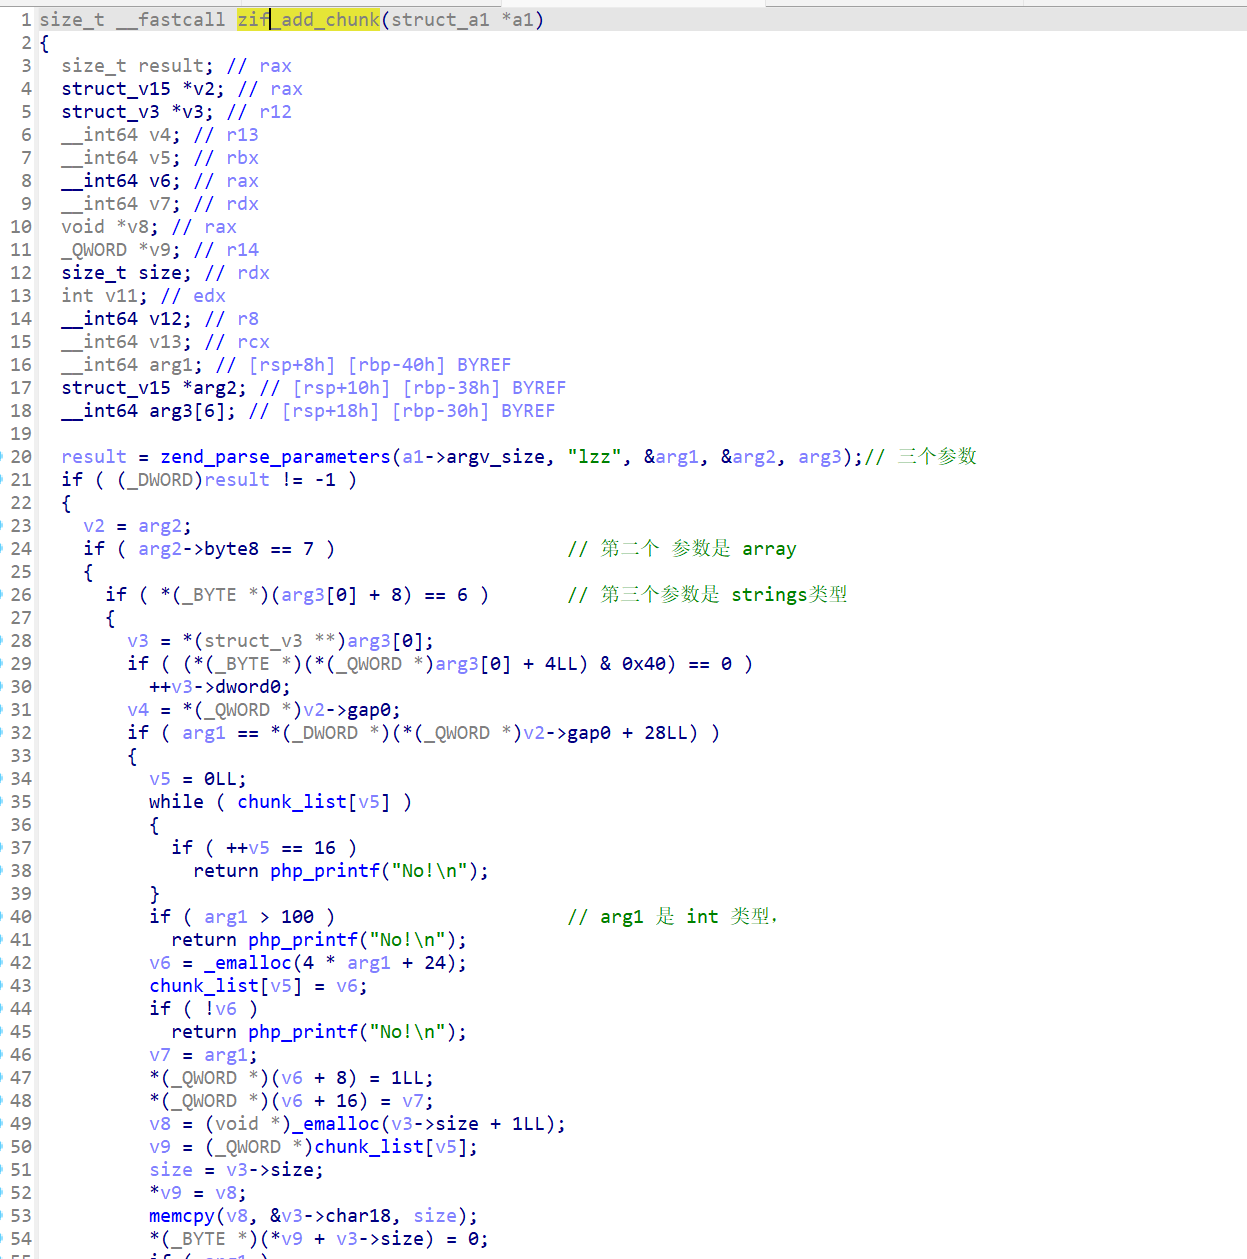 1 size_t __fastcall zif_add_chunk(struct_a1 *a1)
2 {
3 size_t result; // rax
4 struct_v15 *v2; // rax
5 struct_v3 *v3; // r12
6 __int64 v4; // r13
7 __int64 v5; // rbx
8 __int64 v6; // rax
9 __int64 v7; // rdx
10 void *v8; // rax
11 _QWORD *v9; // r14
12 size_t size; // rdx
13 int v11; // edx
14 __int64 v12; // r8
15 __int64 v13; // rcx
16 __int64 arg1; // [rsp+8h] [rbp-40h] BYREF
17 struct_v15 *arg2; // [rsp+10h] [rbp-38h] BYREF
18 __int64 arg3[6]; // [rsp+18h] [rbp-30h] BYREF
19
20 result = zend_parse_parameters(a1->argv_size, "lzz", &arg1, &arg2, arg3);// 三个参数
21 if ( (_DWORD)result != -1 )
22 {
23 v2 = arg2;
24 if ( arg2->byte8 == 7 ) // 第二个 参数是 array
25 {
26 if ( *(_BYTE *)(arg3[0] + 8) == 6 ) // 第三个参数是 strings类型
27 {
28 v3 = *(struct_v3 **)arg3[0];
29 if ( (*(_BYTE *)(*(_QWORD *)arg3[0] + 4LL) & 0x40) == 0 )
30 ++v3->dword0;
31 v4 = *(_QWORD *)v2->gap0;
32 if ( arg1 == *(_DWORD *)(*(_QWORD *)v2->gap0 + 28LL) )
33 {
34 v5 = 0LL;
35 while ( chunk_list[v5] )
36 {
37 if ( ++v5 == 16 )
38 return php_printf("No!\n");
39 }
40 if ( arg1 > 100 ) // arg1 是 int 类型，
41 return php_printf("No!\n");
42 v6 = _emalloc(4 * arg1 + 24);
43 chunk_list[v5] = v6;
44 if ( !v6 )
45 return php_printf("No!\n");
46 v7 = arg1;
47 *(_QWORD *)(v6 + 8) = 1LL;
48 *(_QWORD *)(v6 + 16) = v7;
49 v8 = (void *)_emalloc(v3->size + 1LL);
50 v9 = (_QWORD *)chunk_list[v5];
51 size = v3->size;
52 *v9 = v8;
53 memcpy(v8, &v3->char18, size);
54 *(_BYTE *)(*v9 + v3->size) = 0;